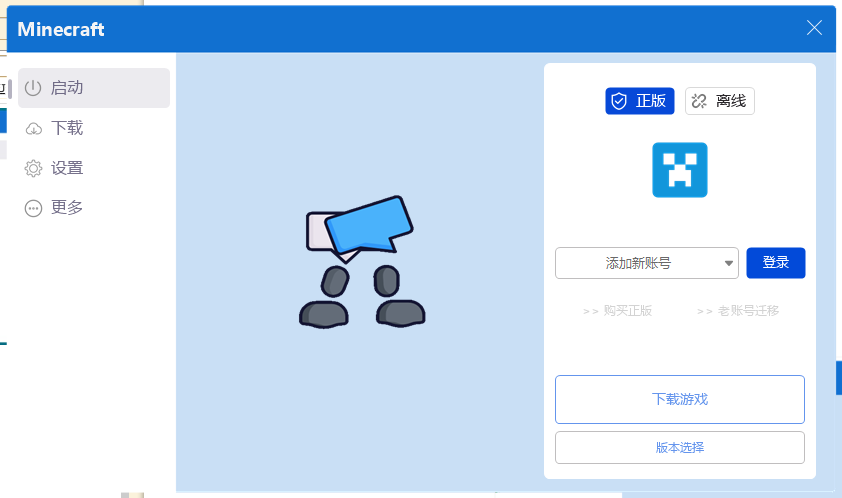 Minecraft
启动
下载
设置
更多
正版
离线
添加新账号
登录
>> 购买正版
>> 老账号迁移
下载游戏
版本选择